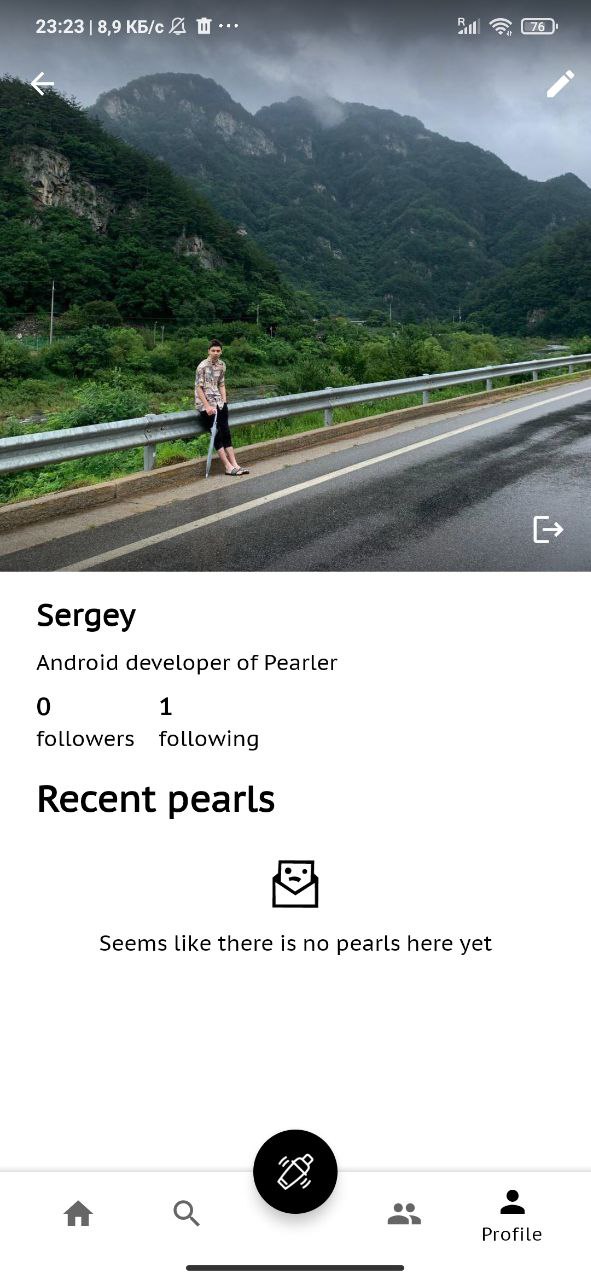 23:23 | 8,9 КБ/с ...
R 76
Sergey
Android developer of Pearler
0 1
followers following
Recent pearls
Seems like there is no pearls here yet
Profile